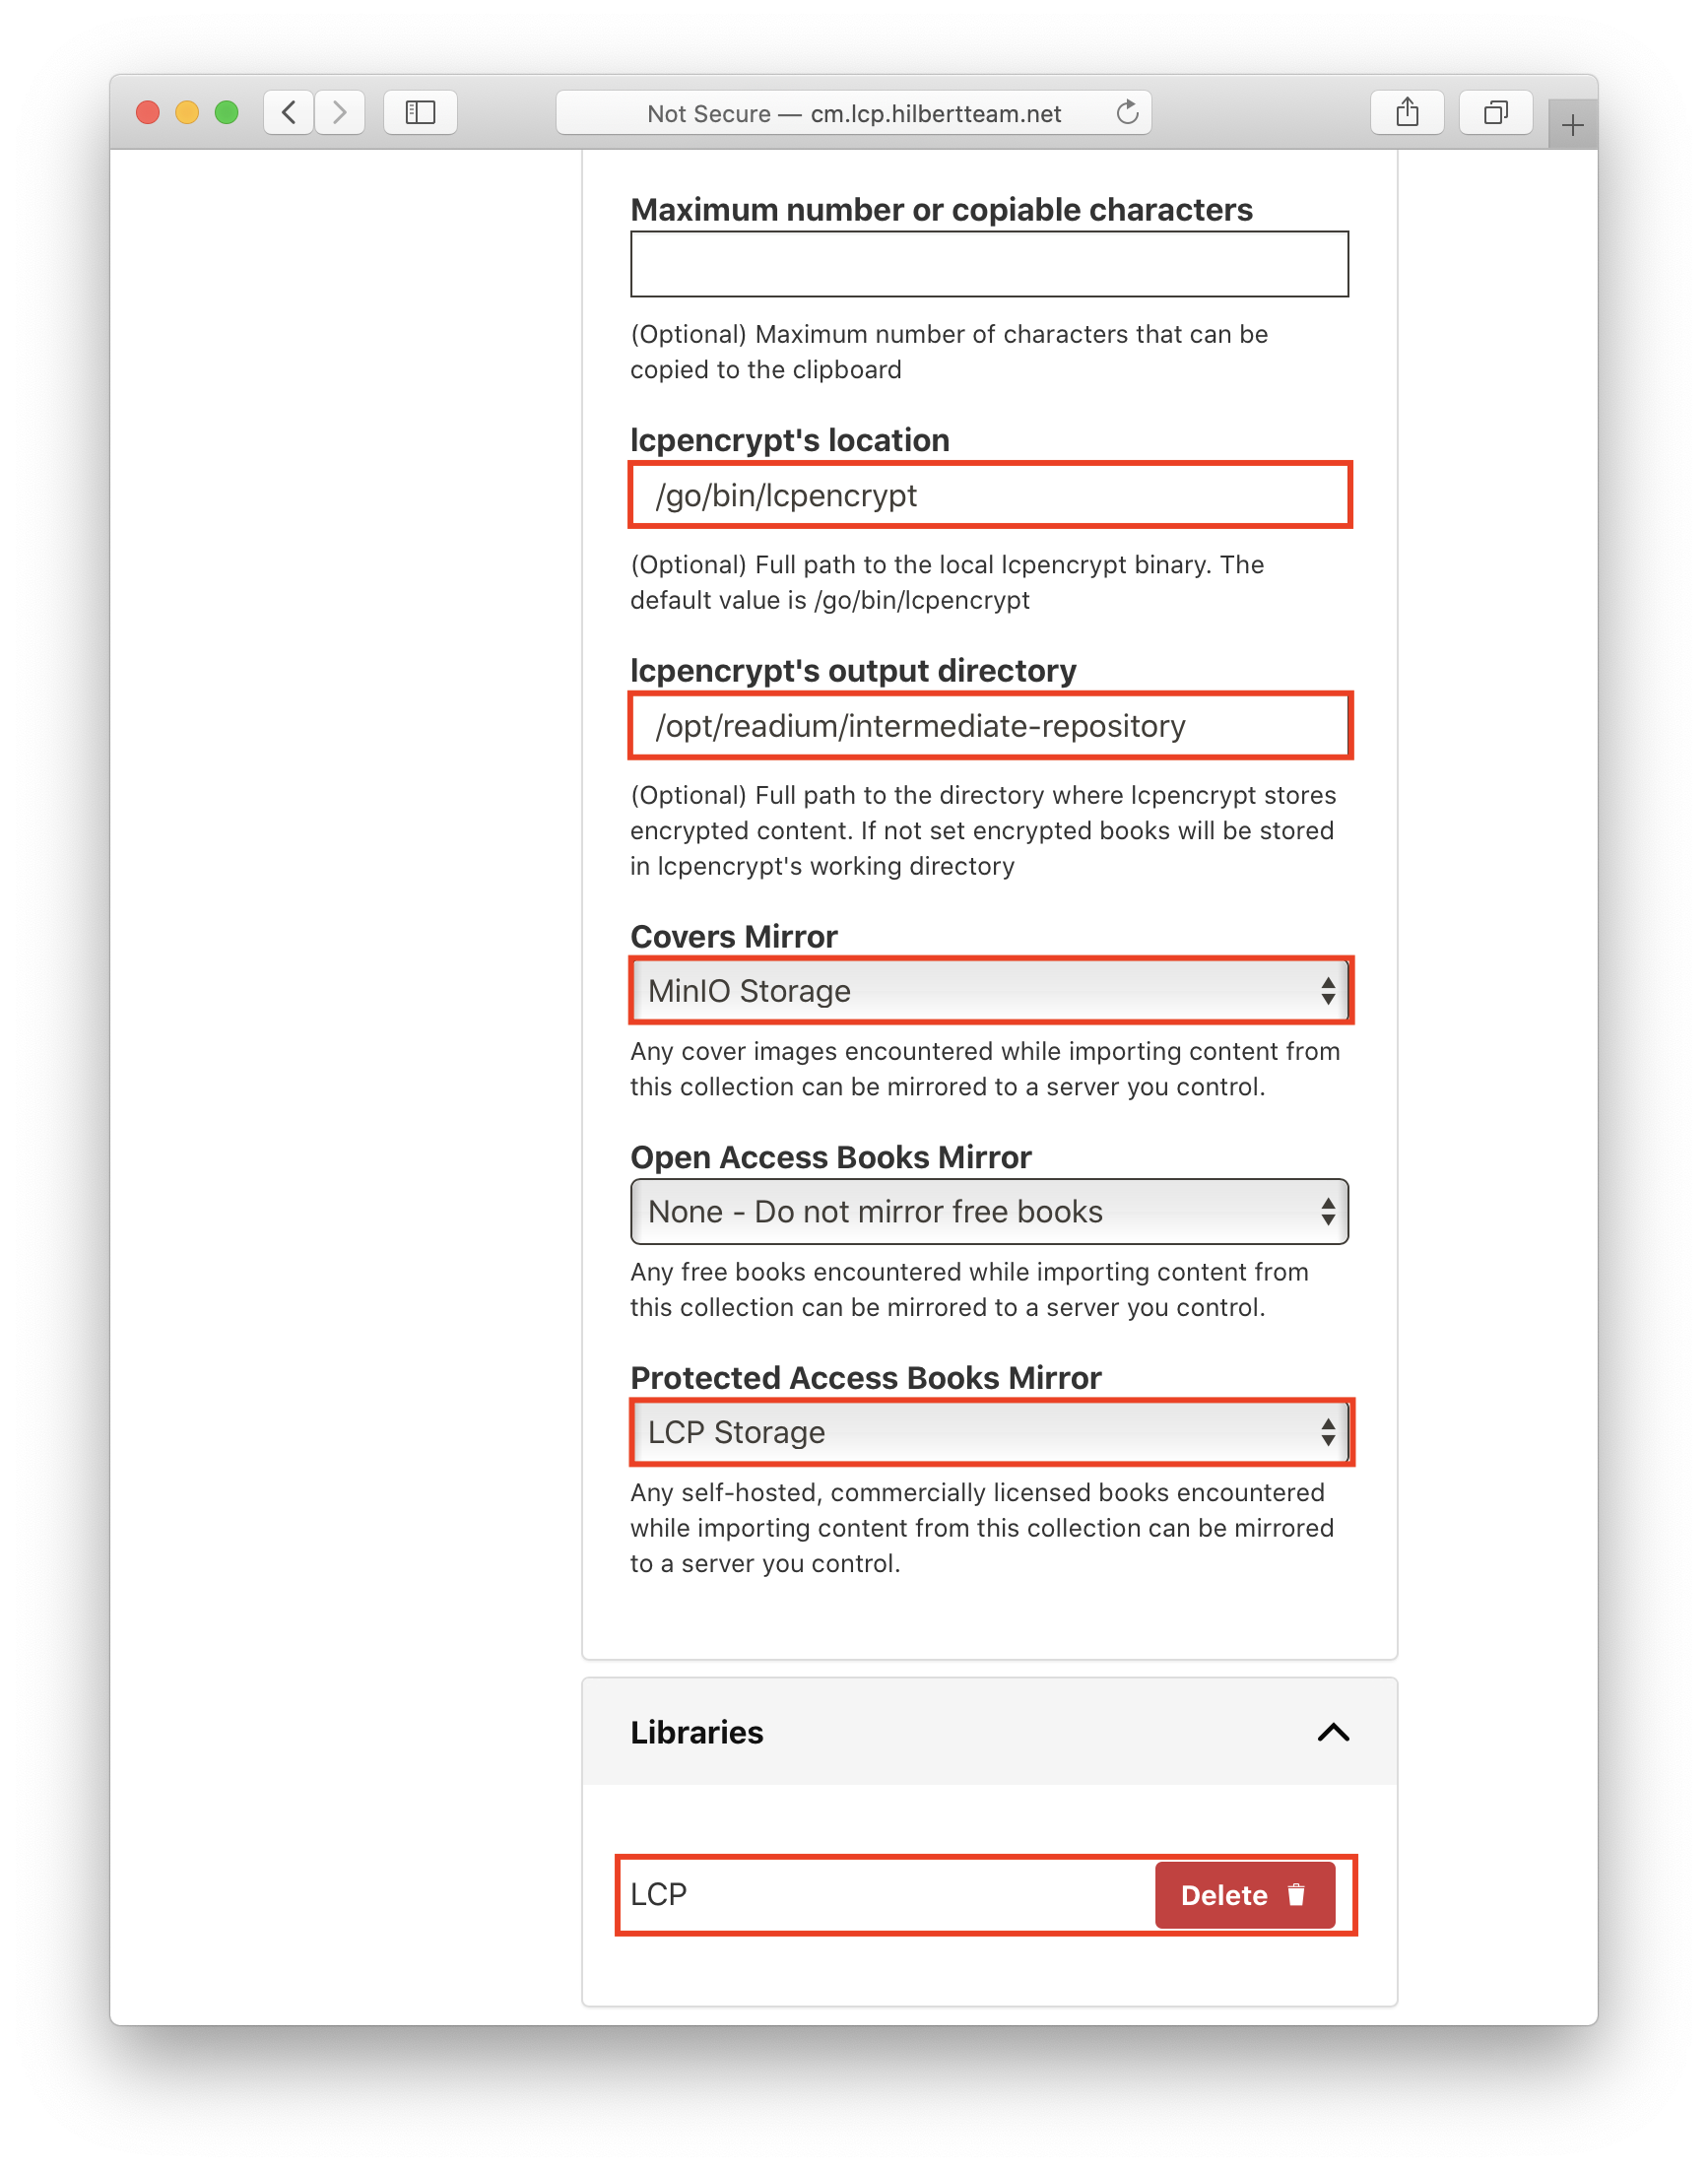 Not Secure — cm.lcp.hilbertteam.net
Maximum number or copiable characters
(Optional) Maximum number of characters that can be
copied to the clipboard
lcpencrypt's location
/go/bin/lcpencrypt
(Optional) Full path to the local lcpencrypt binary. The
default value is /go/bin/lcpencrypt
lcpencrypt's output directory
/opt/readium/intermediate-repository
(Optional) Full path to the directory where lcpencrypt stores
encrypted content. If not set encrypted books will be stored
in lcpencrypt's working directory
Covers Mirror
MinIO Storage
Any cover images encountered while importing content from
this collection can be mirrored to a server you control.
Open Access Books Mirror
None - Do not mirror free books
Any free books encountered while importing content from
this collection can be mirrored to a server you control.
Protected Access Books Mirror
LCP Storage
Any self-hosted, commercially licensed books encountered
while importing content from this collection can be mirrored
to a server you control.
Libraries
LCP
Delete